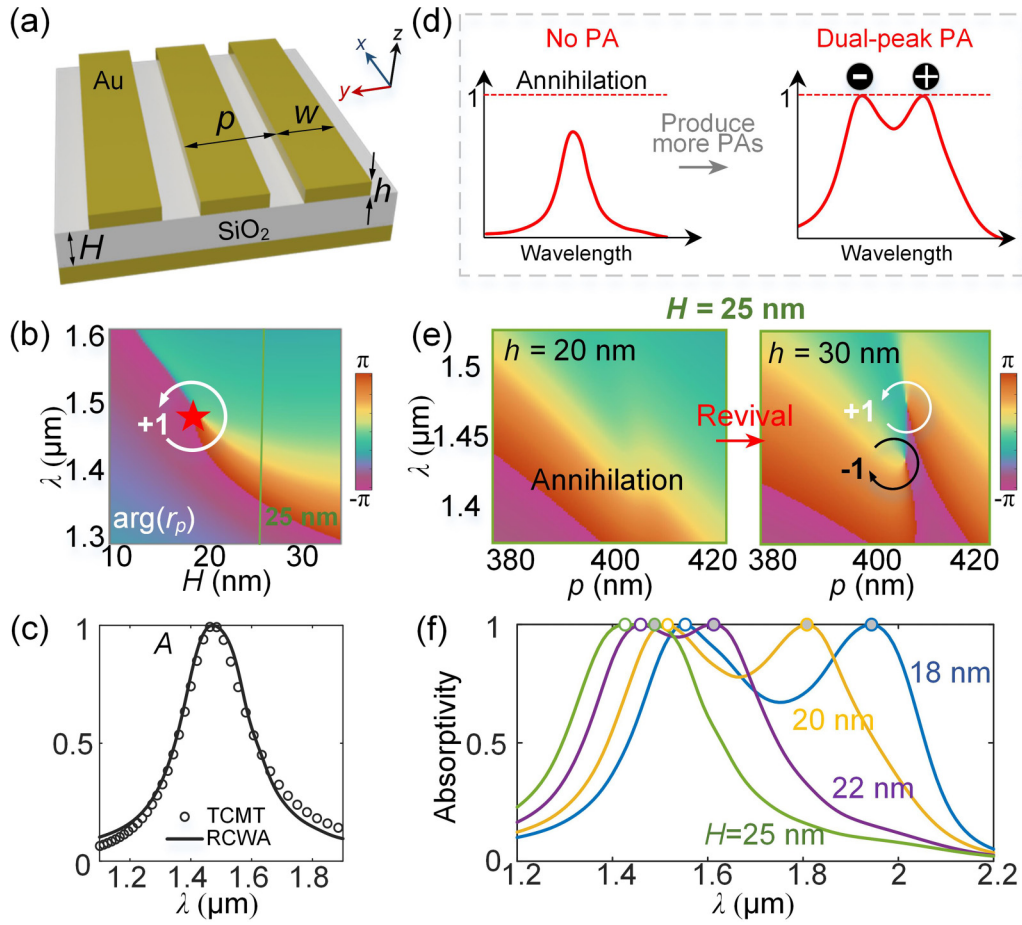 (a)
Au
p
w
h
H
SiO2
x
z
y
(d)
No PA
Annihilation
1
Wavelength
Produce
more PAs
Dual-peak PA
- +
1
Wavelength
(b)
λ (μm)
1.6
1.5
1.4
1.3
+1
arg(rp)
25 nm
10 20 30
H (nm)
π
-π
(e)
H = 25 nm
λ (μm)
1.5
1.45
1.4
h = 20 nm
Annihilation
380 400 420
p (nm)
Revival
h = 30 nm
+1
-1
380 400 420
p (nm)
π
-π
(c)
A
1
0.5
0
TCMT
RCWA
1.2 1.4 1.6 1.8
λ (μm)
(f)
Absorptivity
1
0.5
0
18 nm
20 nm
22 nm
H=25 nm
1.2 1.4 1.6 1.8 2 2.2
λ (μm)